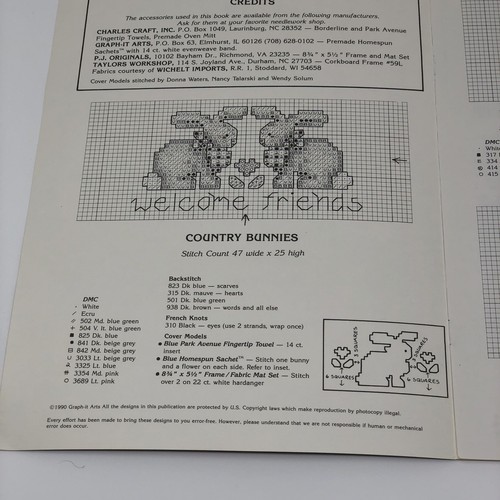 CREDITS
The accessories used in this book are available from the following manufacturers.
Ask for them at your favorite needlework shop.
CHARLES CRAFT, INC. P.O. Box 1049, Laurinburg, NC 28352 — Borderline and Park Avenue
Fingertip Towels, Premade Oven Mitt
GRAPH-IT ARTS, P.O. Box 63, Elmhurst, IL 60126 (708) 628-0102 — Premade Homespun
Sachets™ with 14 ct. white evenweave band.
P.J. ORIGINALS, 10102 Bayham Dr., Richmond, VA 23235 — 8¾" x 5½" Frame and Mat Set
TAYLORS WORKSHOP, 114 S. Joyland Ave., Durham, NC 27703 — Corkboard Frame #59L
Fabrics courtesy of WICHELT IMPORTS, R.R. 1, Stoddard, WI 54658
Cover Models stitched by Donna Waters, Nancy Talarski and Wendy Solum
welcome friends
COUNTRY BUNNIES
Stitch Count 47 wide x 25 high
DMC
White
Ecru
502 Md. blue green
504 V. lt. blue green
825 Dk. blue
841 Dk. beige grey
842 Md. beige grey
3033 Lt. beige grey
3325 Lt. blue
3354 Md. pink
3689 Lt. pink
Backstitch
823 Dk blue — scarves
315 Dk. mauve — hearts
501 Dk. blue green
938 Dk. brown — words and all else
French Knots
310 Black — eyes (use 2 strands, wrap once)
Cover Models
Blue Park Avenue Fingertip Towel — 14 ct.
insert
Blue Homespun Sachet™ — Stitch one bunny
and a flower on each side. Refer to inset.
8¾" x 5½" Frame/Fabric Mat Set — Stitch
over 2 on 22 ct. white hardanger
3 SQUARES
3 SQUARES
6 SQUARES
6 SQUARES
©1990 Graph-It Arts All the designs in this publication are protected by U.S. Copyright laws which make reproduction by photocopy illegal.
Every effort has been made to bring these designs to you error-free. However, please understand that we are not responsible if human or mechanical
error does occur.
DMC
White
317
334
414
415